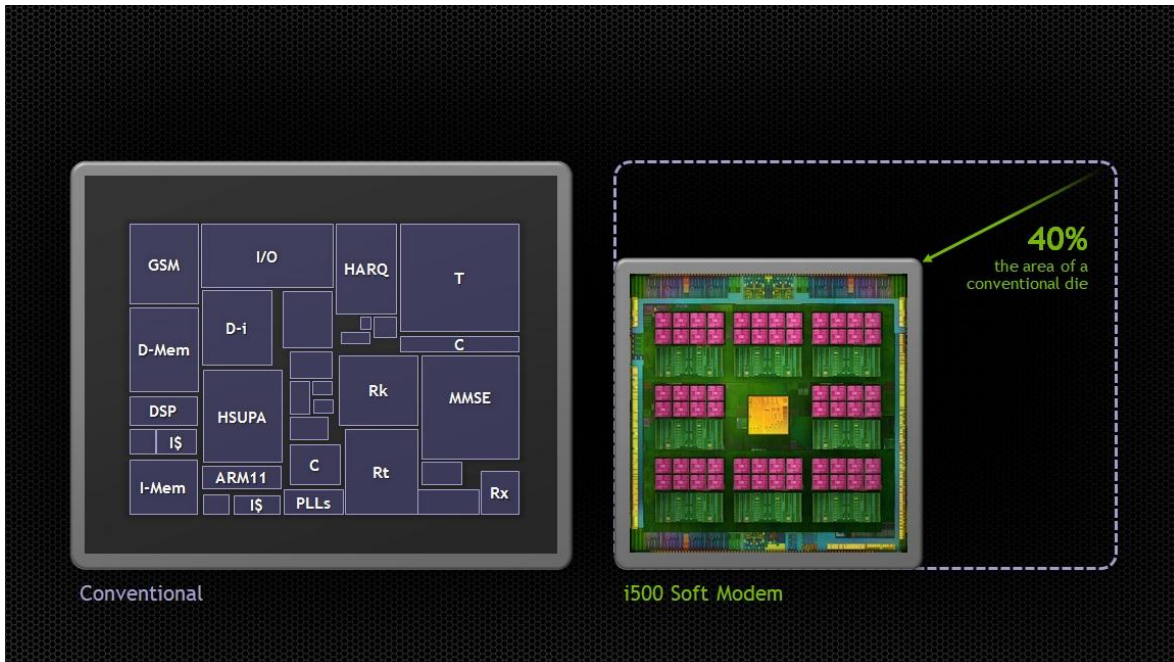 GSM
I/O
HARQ
T
D-Mem
D-i
C
DSP
HSUPA
Rk
MMSE
I$
I-Mem
ARM11
C
Rt
Rx
I$
PLLs
40%
the area of a
conventional die
Conventional
i500 Soft Modem